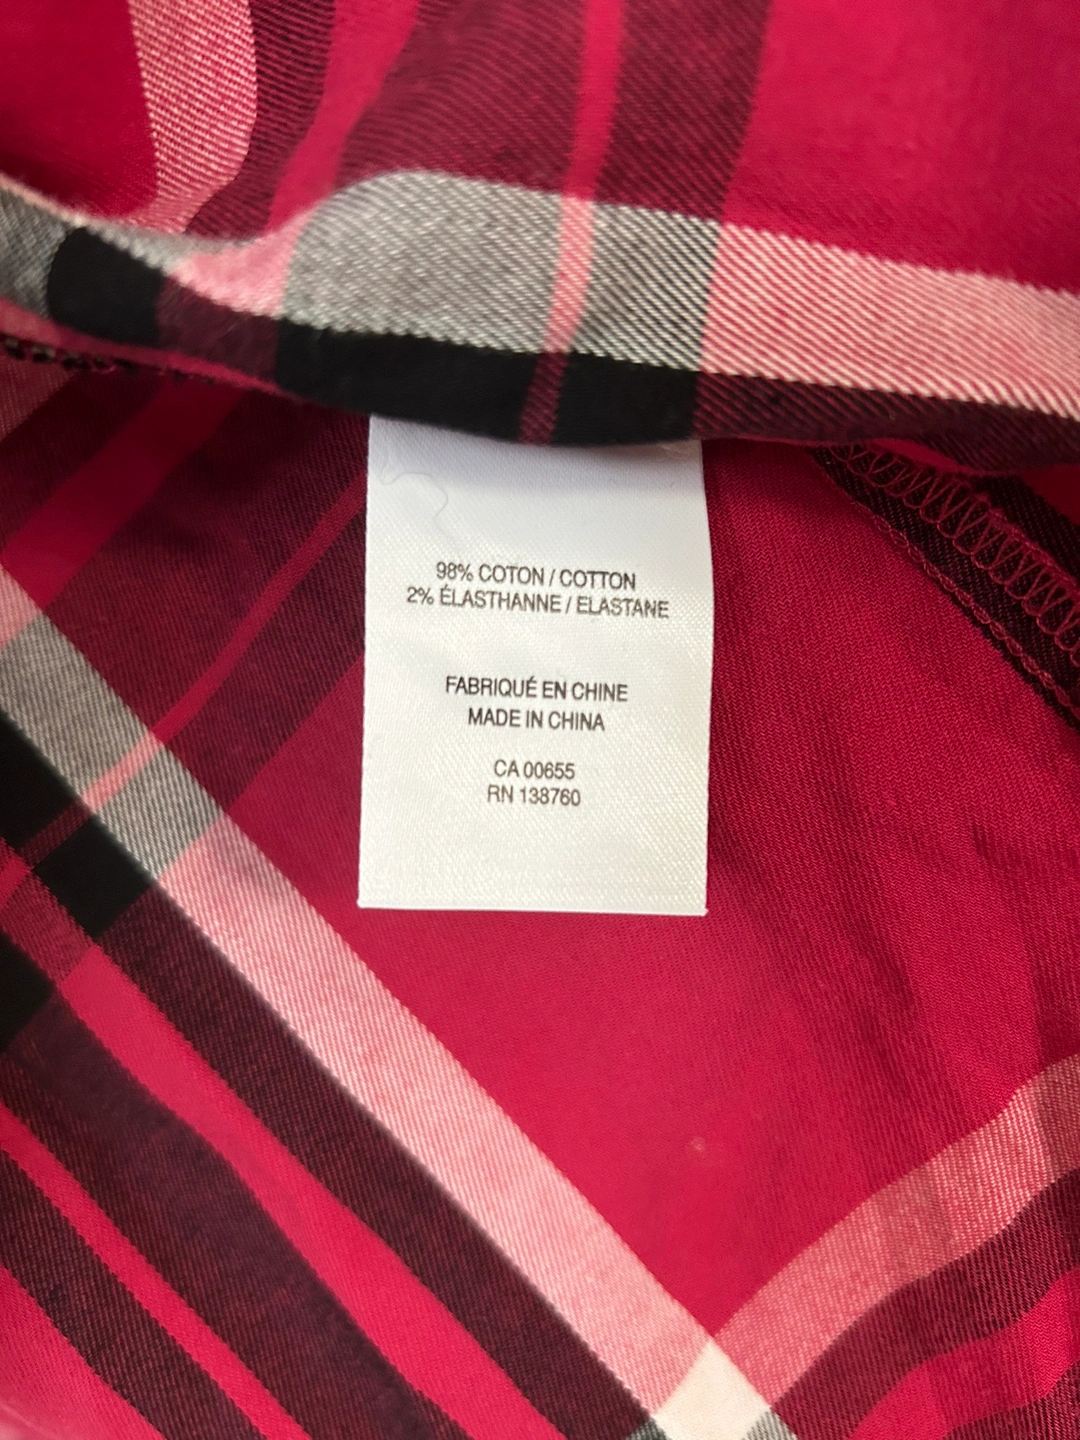 98% COTON / COTTON
2% ÉLASTHANNE / ELASTANE
FABRIQUÉ EN CHINE
MADE IN CHINA
CA 00655
RN 138760